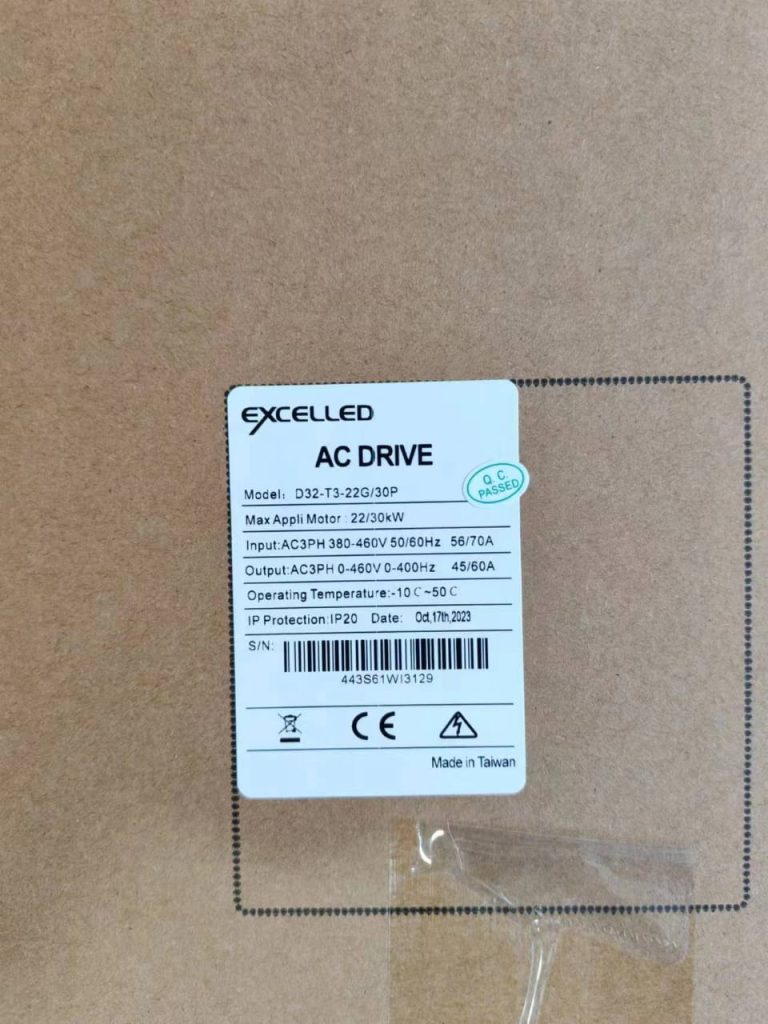 EXCELLED
AC DRIVE
Q.C.
PASSED
Model: D32-T3-22G/30P
Max Appli Motor : 22/30kW
Input:AC3PH 380-460V 50/60Hz 56/70A
Output:AC3PH 0-460V 0-400Hz 45/60A
Operating Temperature:-10℃~50℃
IP Protection:IP20 Date: Oct,17th,2023
S/N:
443S61WI3129
CE
Made in Taiwan